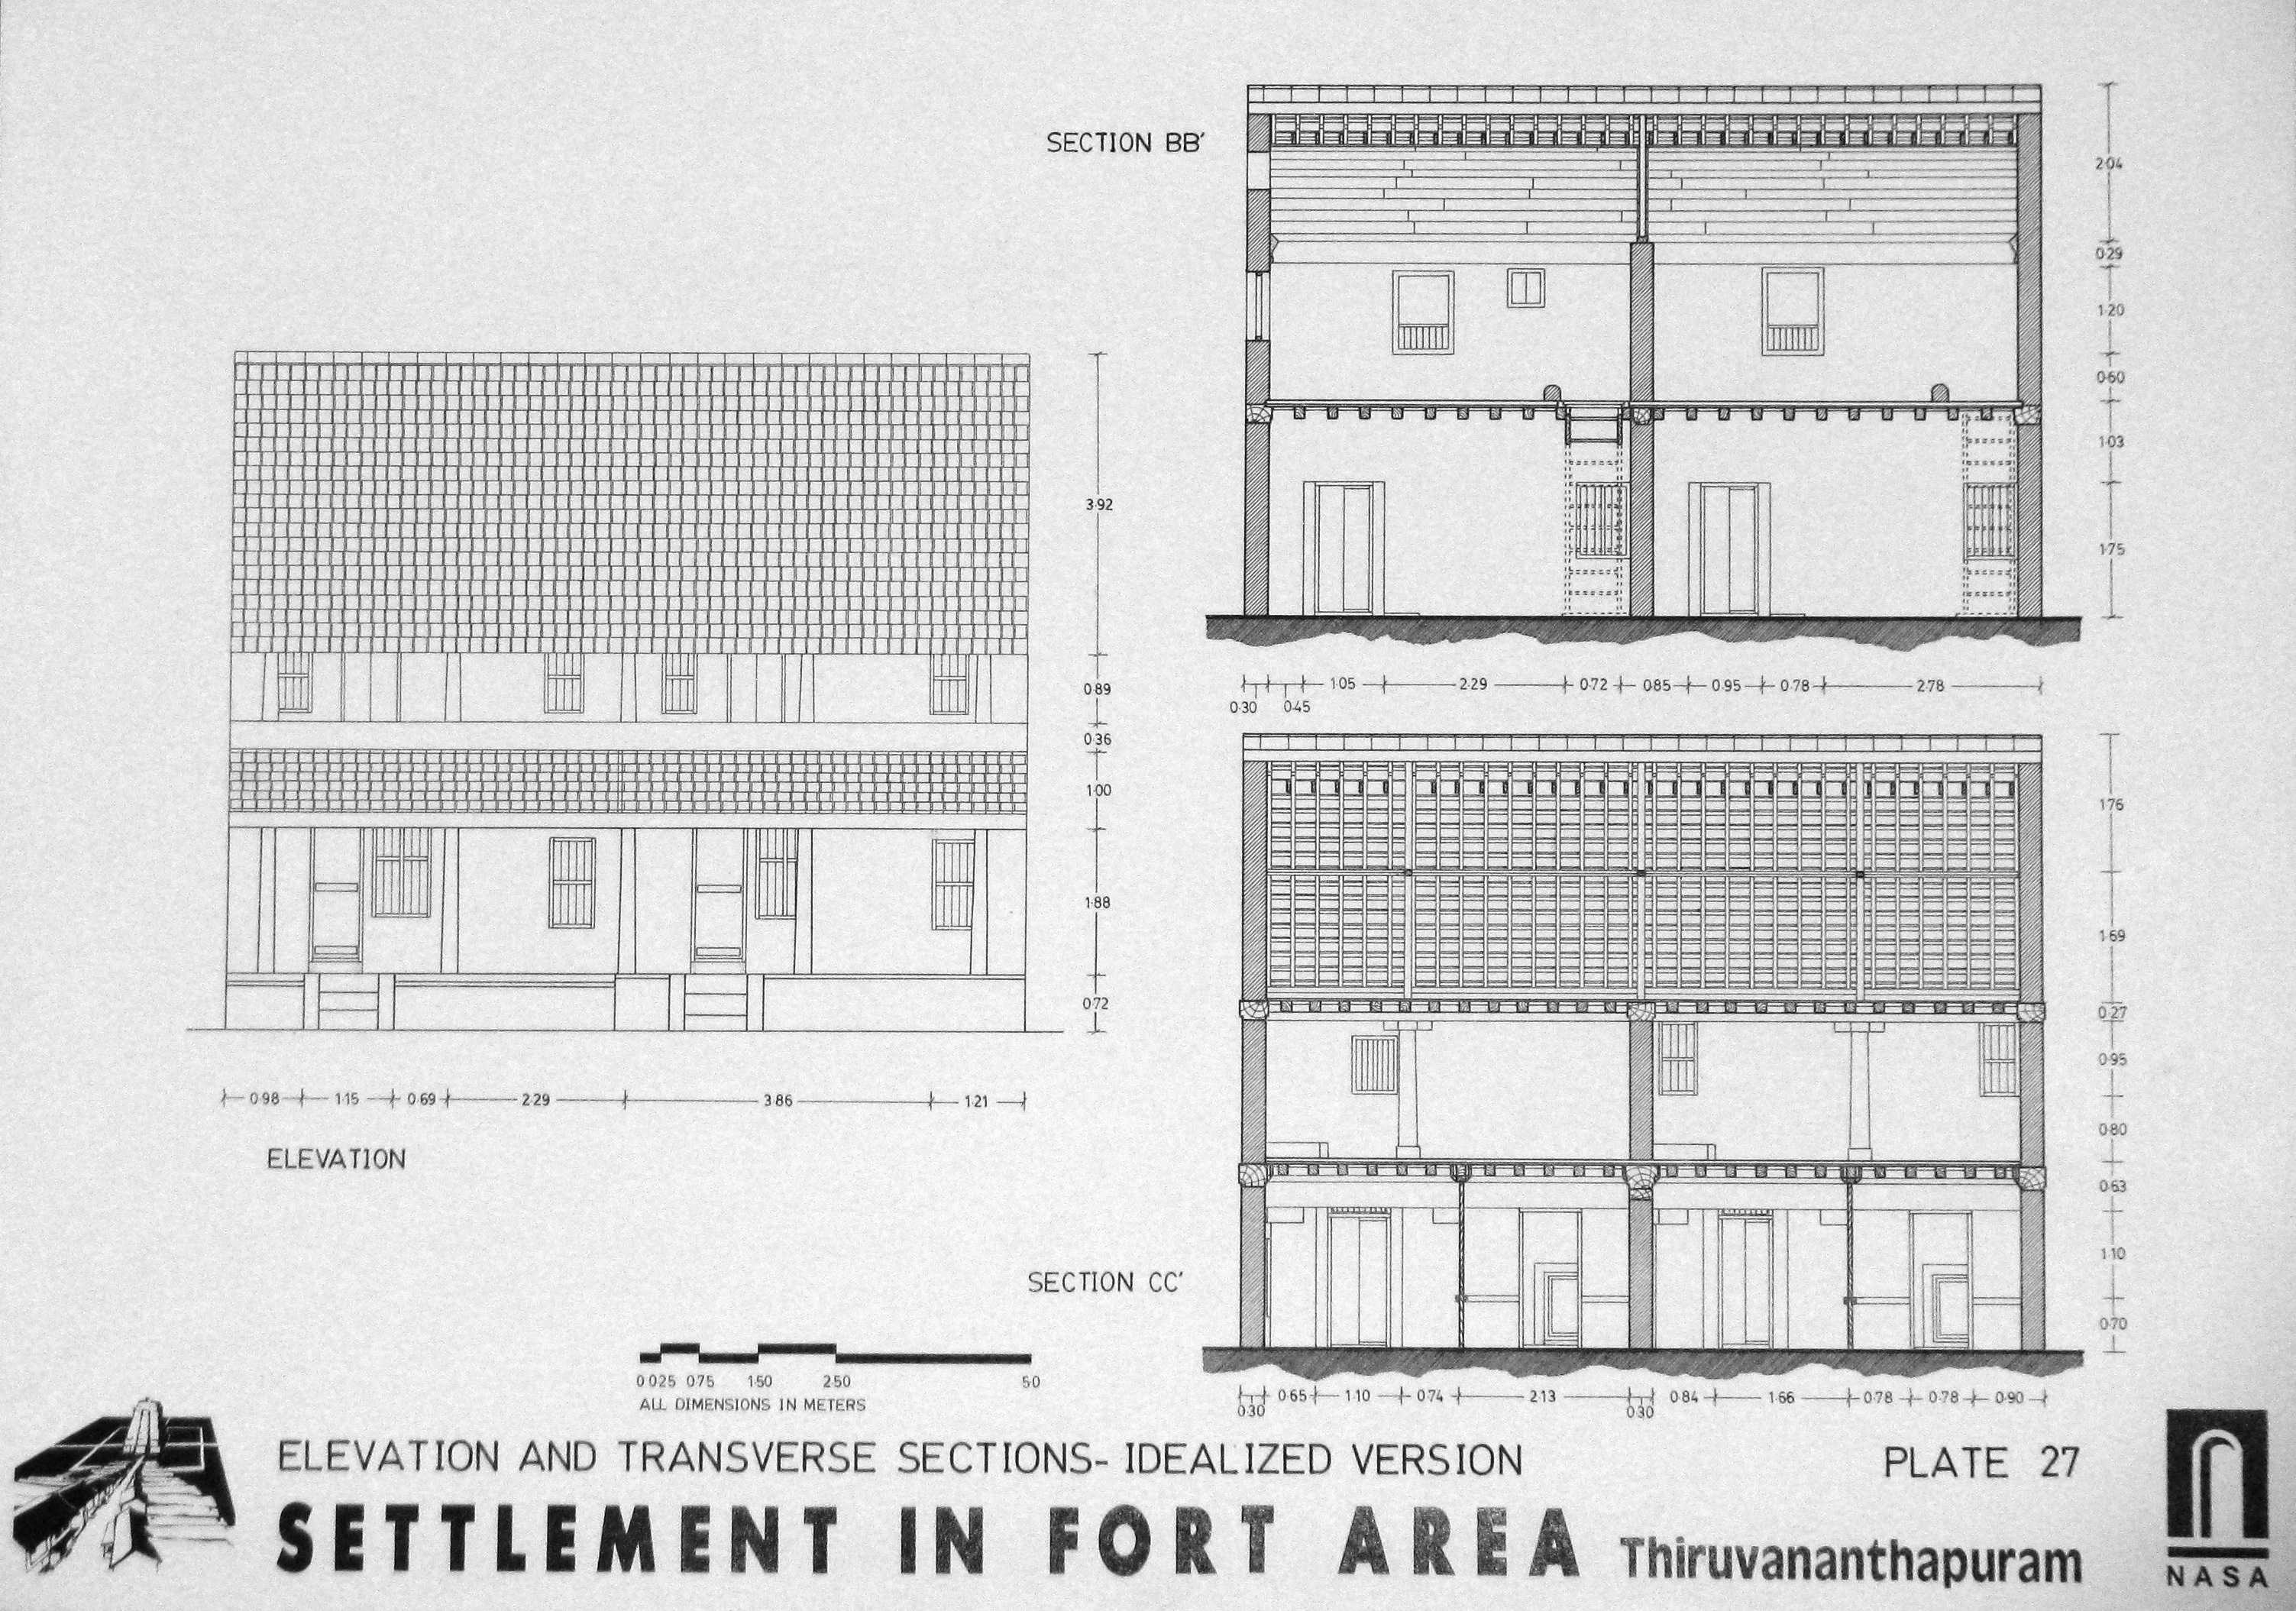 SECTION BB'
2·04
0·29
1·20
0·60
1·03
1·75
1·05 2·29 0·72 0·85 0·95 0·78 2·78
0·30 0·45
3·92
0·89
0·36
1·00
1·88
0·72
0·98 1·15 0·69 2·29 3·86 1·21
ELEVATION
1·76
1·69
0·27
0·95
0·80
0·63
1·10
0·70
SECTION CC'
0·65 1·10 0·74 2·13 0·84 1·66 0·78 0·78 0·90
0·30 0·30
0 0·25 0·75 1·50 2·50 5·0
ALL DIMENSIONS IN METERS
ELEVATION AND TRANSVERSE SECTIONS- IDEALIZED VERSION
PLATE 27
SETTLEMENT IN FORT AREA Thiruvananthapuram
NASA